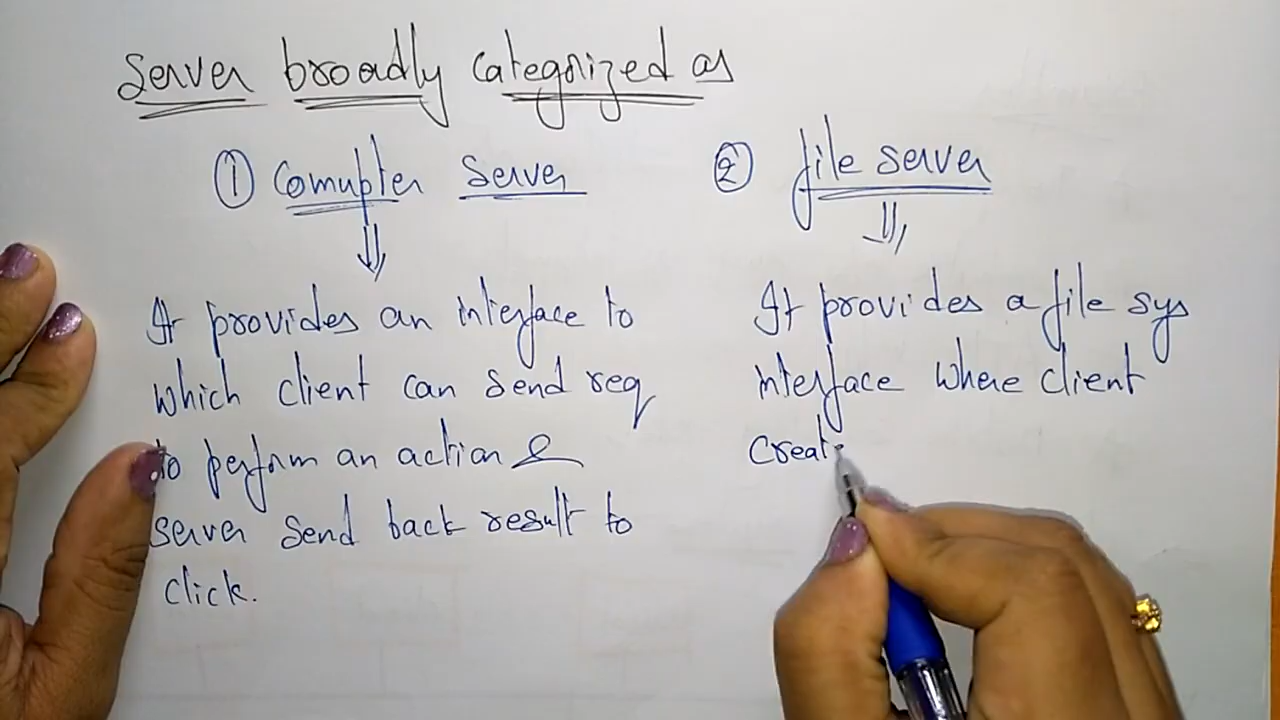 Server broadly categorized as
① Comupter Server
It provides an interface to
which client can send req
to perform an action &
server send back result to
click.
② file server
It provides a file sys
interface where client
Creat